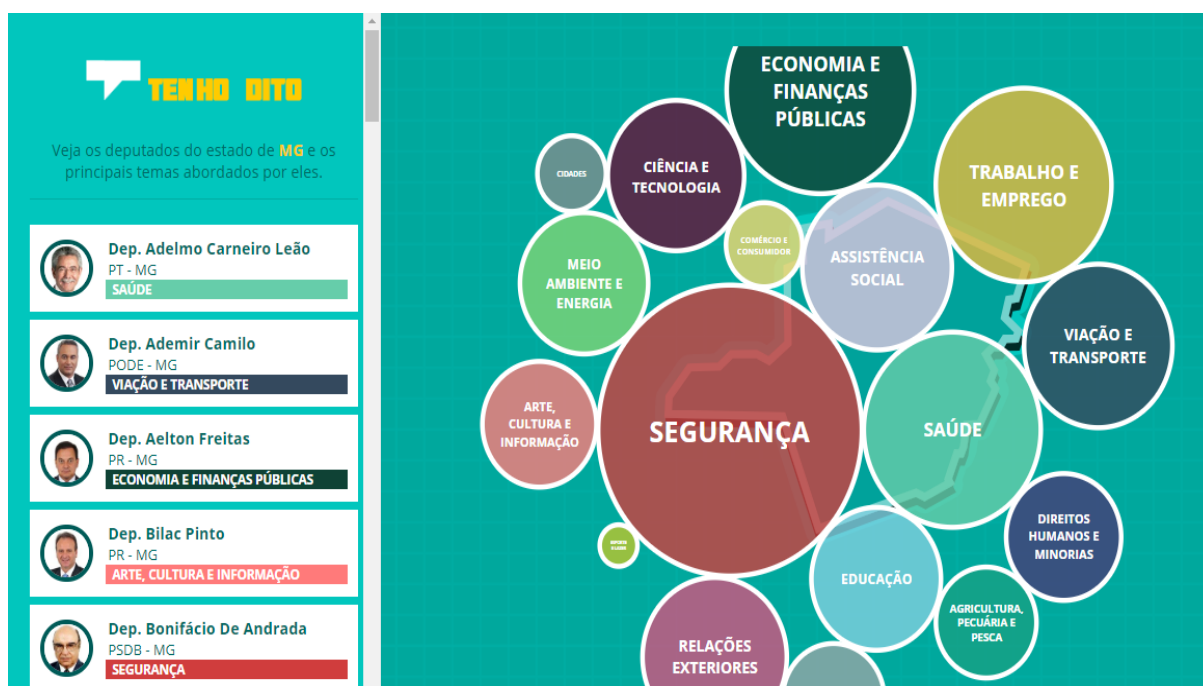 TENHO DITO
Veja os deputados do estado de MG e os
principais temas abordados por eles.
Dep. Adelmo Carneiro Leão
PT - MG
SAÚDE
Dep. Ademir Camilo
PODE - MG
VIAÇÃO E TRANSPORTE
Dep. Aelton Freitas
PR - MG
ECONOMIA E FINANÇAS PÚBLICAS
Dep. Bilac Pinto
PR - MG
ARTE, CULTURA E INFORMAÇÃO
Dep. Bonifácio De Andrada
PSDB - MG
SEGURANÇA
ECONOMIA E
FINANÇAS
PÚBLICAS
CIÊNCIA E
TECNOLOGIA
CIDADES
TRABALHO E
EMPREGO
COMÉRCIO E
CONSUMIDOR
ASSISTÊNCIA
SOCIAL
MEIO
AMBIENTE E
ENERGIA
VIAÇÃO E
TRANSPORTE
ARTE,
CULTURA E
INFORMAÇÃO
SEGURANÇA
SAÚDE
DIREITOS
HUMANOS E
MINORIAS
EDUCAÇÃO
AGRICULTURA,
PECUÁRIA E
PESCA
RELAÇÕES
EXTERIORES